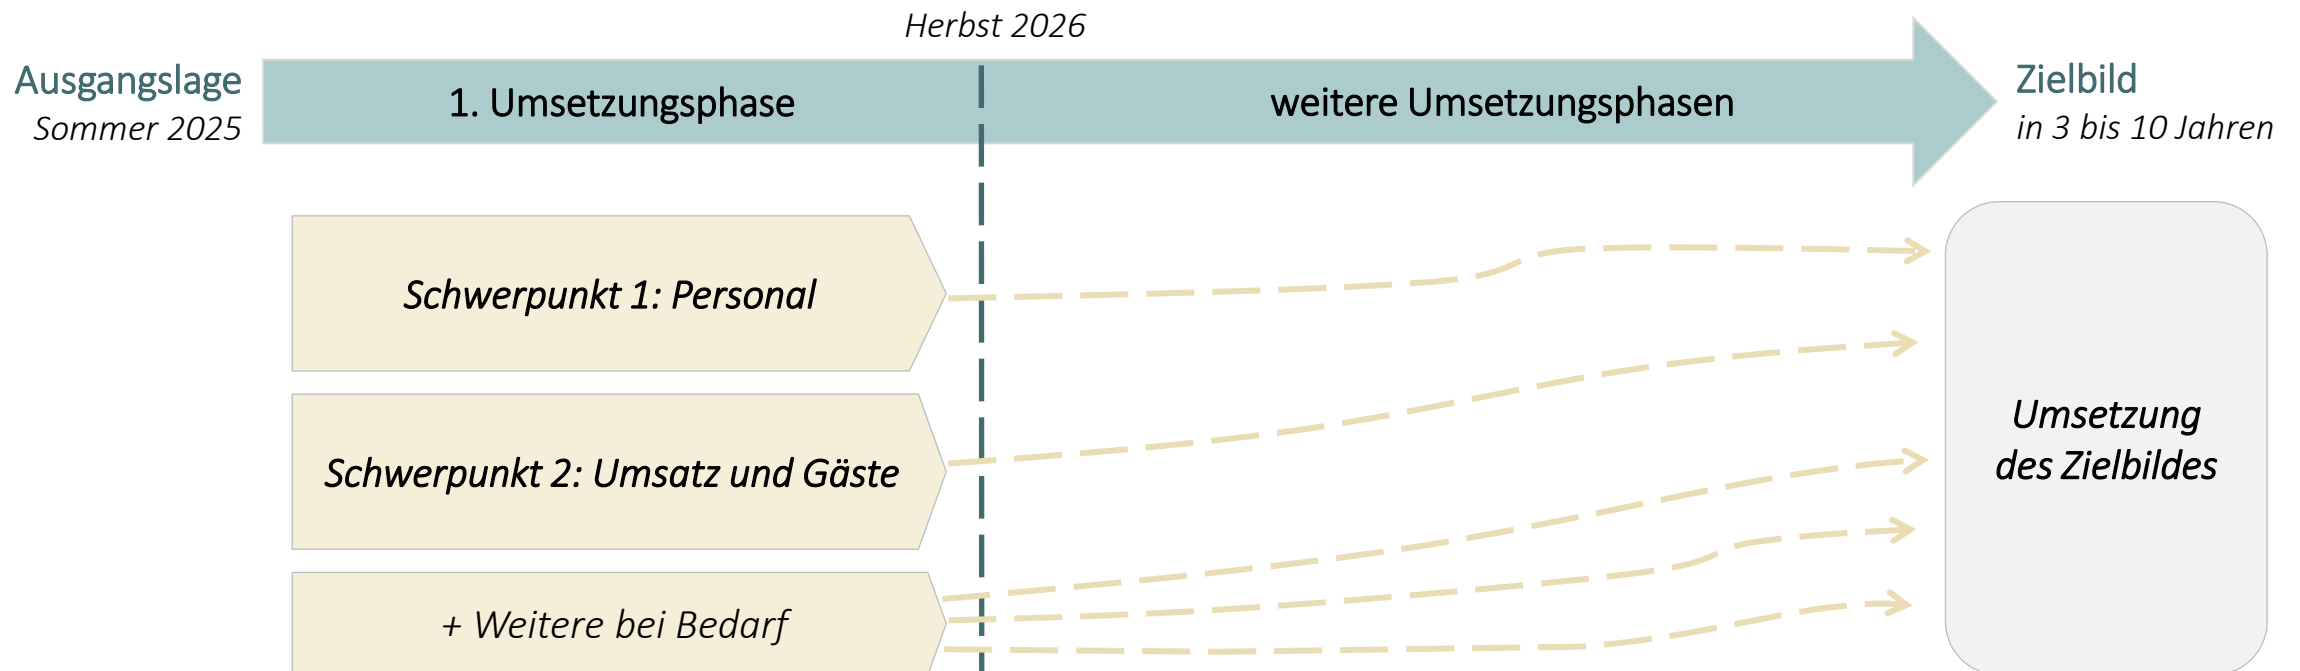 Herbst 2026
Ausgangslage
Sommer 2025
1. Umsetzungsphase
weitere Umsetzungsphasen
Zielbild
in 3 bis 10 Jahren
Schwerpunkt 1: Personal
Schwerpunkt 2: Umsatz und Gäste
+ Weitere bei Bedarf
Umsetzung
des Zielbildes